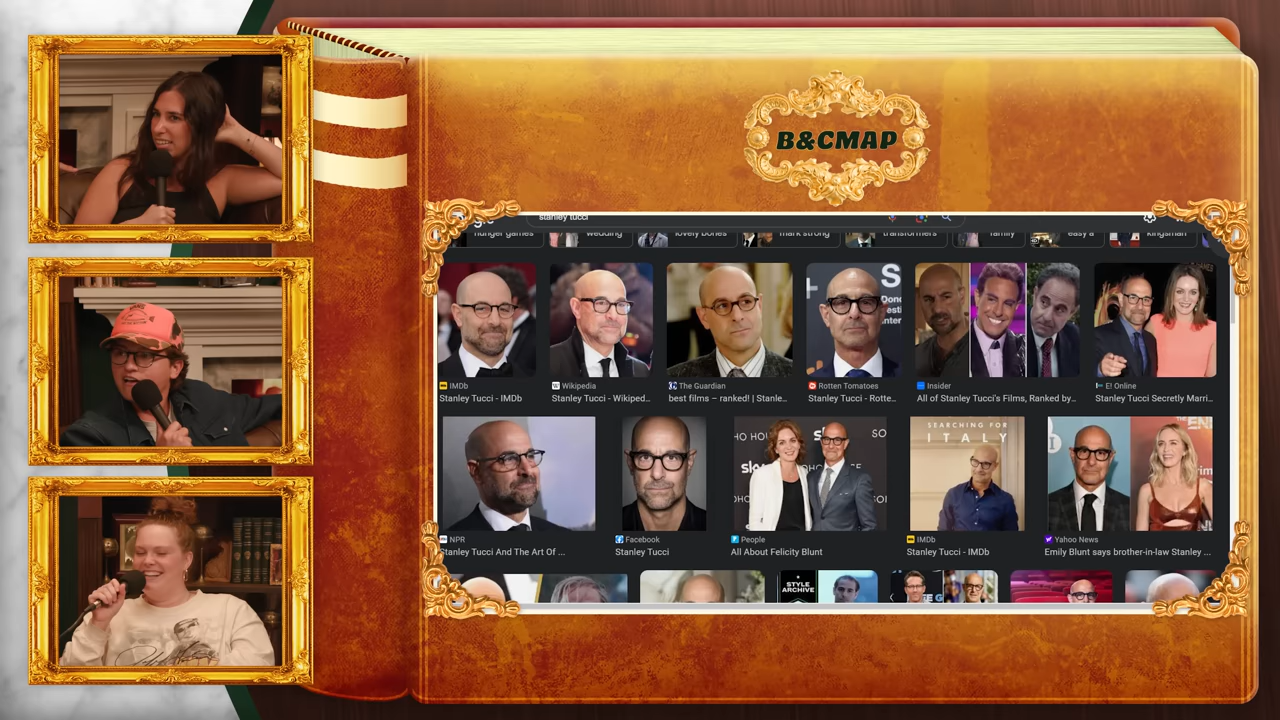 B&CMAP
stanley tucci
hunger games
wedding
lovely bones
mark strong
transformers
family
easy a
kingsman
IMDb
Stanley Tucci - IMDb
Wikipedia
Stanley Tucci - Wikiped...
The Guardian
best films – ranked! | Stanle...
Rotten Tomatoes
Stanley Tucci - Rotte...
Insider
All of Stanley Tucci's Films, Ranked by...
E! Online
Stanley Tucci Secretly Marri...
NPR
Stanley Tucci And The Art Of ...
Facebook
Stanley Tucci
People
All About Felicity Blunt
SEARCHING FOR
ITALY
IMDb
Stanley Tucci - IMDb
Yahoo News
Emily Blunt says brother-in-law Stanley ...
STYLE
ARCHIVE